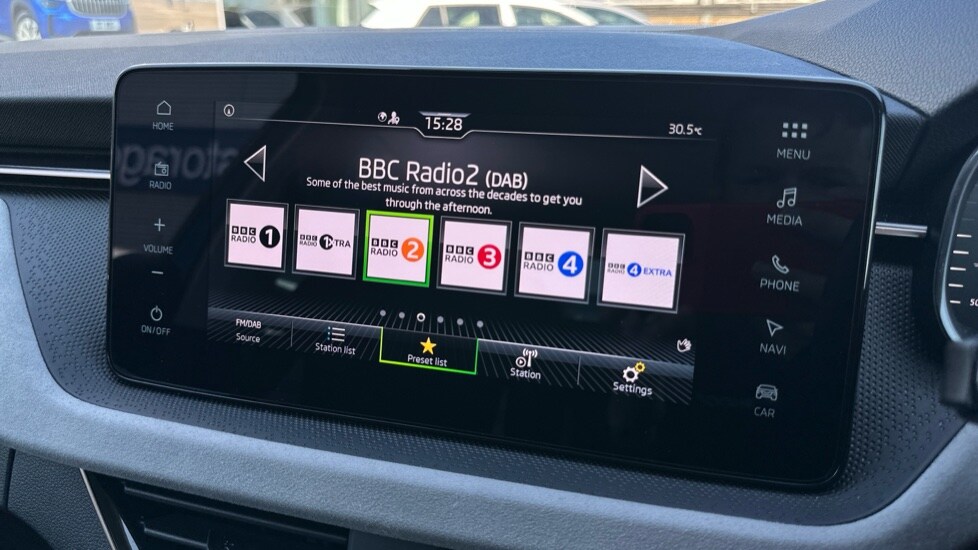 HOME
RADIO
VOLUME
ON/OFF
15:28
30.5°C
BBC Radio2 (DAB)
Some of the best music from across the decades to get you
through the afternoon.
BBC RADIO 1
BBC RADIO 1XTRA
BBC RADIO 2
BBC RADIO 3
BBC RADIO 4
BBC RADIO 4 EXTRA
FM/DAB
Source
Station list
Preset list
Station
Settings
MENU
MEDIA
PHONE
NAVI
CAR